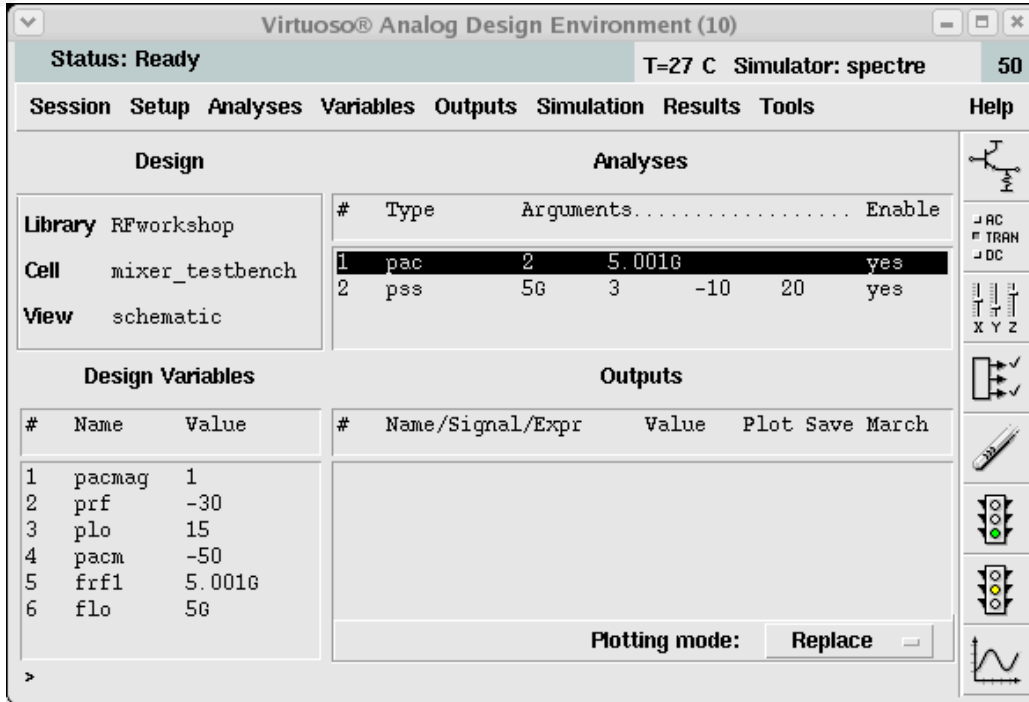 Virtuoso® Analog Design Environment (10)
Status: Ready
T=27 C Simulator: spectre 50
Session Setup Analyses Variables Outputs Simulation Results Tools Help
Design
Library RFworkshop
Cell mixer_testbench
View schematic
Analyses
# Type Arguments................... Enable
1 pac 2 5.001G yes
2 pss 5G 3 -10 20 yes
Design Variables
# Name Value
1 pacmag 1
2 prf -30
3 plo 15
4 pacm -50
5 frf1 5.001G
6 flo 5G
Outputs
# Name/Signal/Expr Value Plot Save March
Plotting mode: Replace
>
AC
TRAN
DC
X Y Z